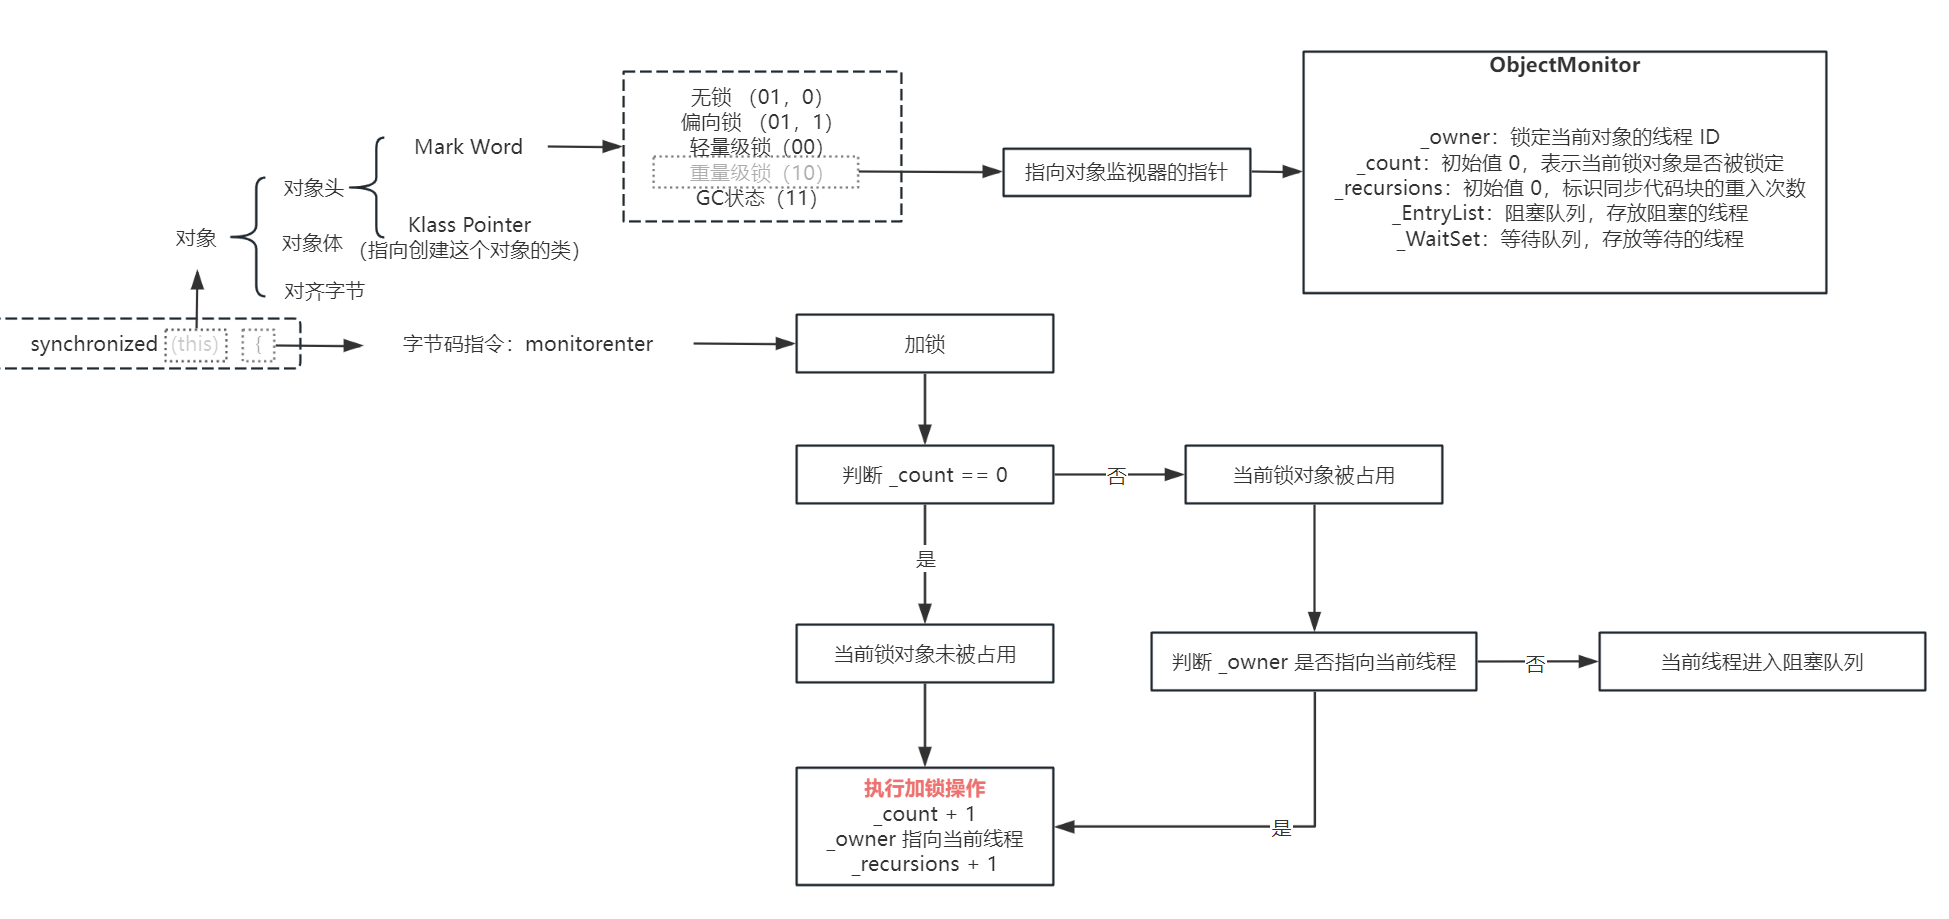 ObjectMonitor
_owner：锁定当前对象的线程 ID
_count：初始值 0，表示当前锁对象是否被锁定
_recursions：初始值 0，标识同步代码块的重入次数
_EntryList：阻塞队列，存放阻塞的线程
_WaitSet：等待队列，存放等待的线程
无锁 （01，0）
偏向锁 （01，1）
轻量级锁（00）
重量级锁（10）
GC状态（11）
指向对象监视器的指针
Mark Word
对象头
Klass Pointer
（指向创建这个对象的类）
对象
对象体
对齐字节
synchronized (this) {
字节码指令：monitorenter
加锁
判断 _count == 0
否
当前锁对象被占用
是
当前锁对象未被占用
判断 _owner 是否指向当前线程
否
当前线程进入阻塞队列
执行加锁操作
_count + 1
_owner 指向当前线程
_recursions + 1
是